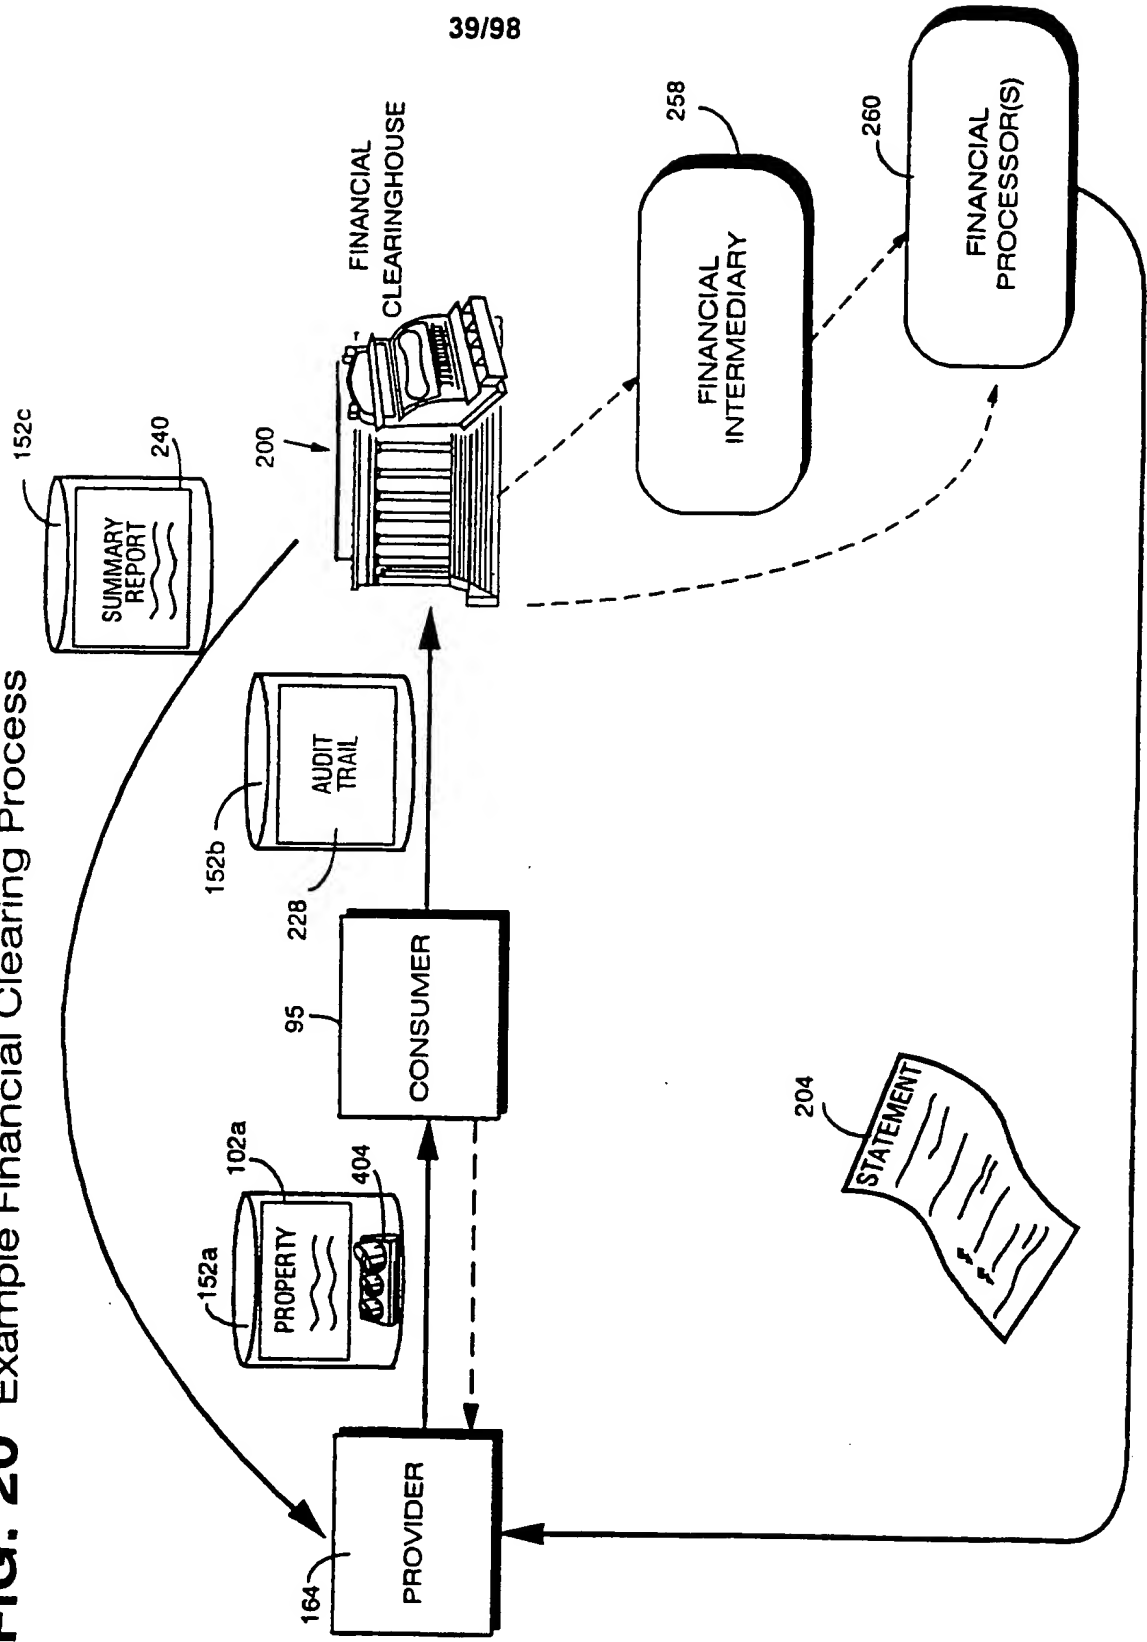 39/98
FIG. 20 Example Financial Clearing Process
152c
SUMMARY
REPORT
240
200
FINANCIAL
CLEARINGHOUSE
152b
AUDIT
TRAIL
228
152a
PROPERTY
102a
404
95
CONSUMER
164
PROVIDER
258
FINANCIAL
INTERMEDIARY
260
FINANCIAL
PROCESSOR(S)
204
STATEMENT